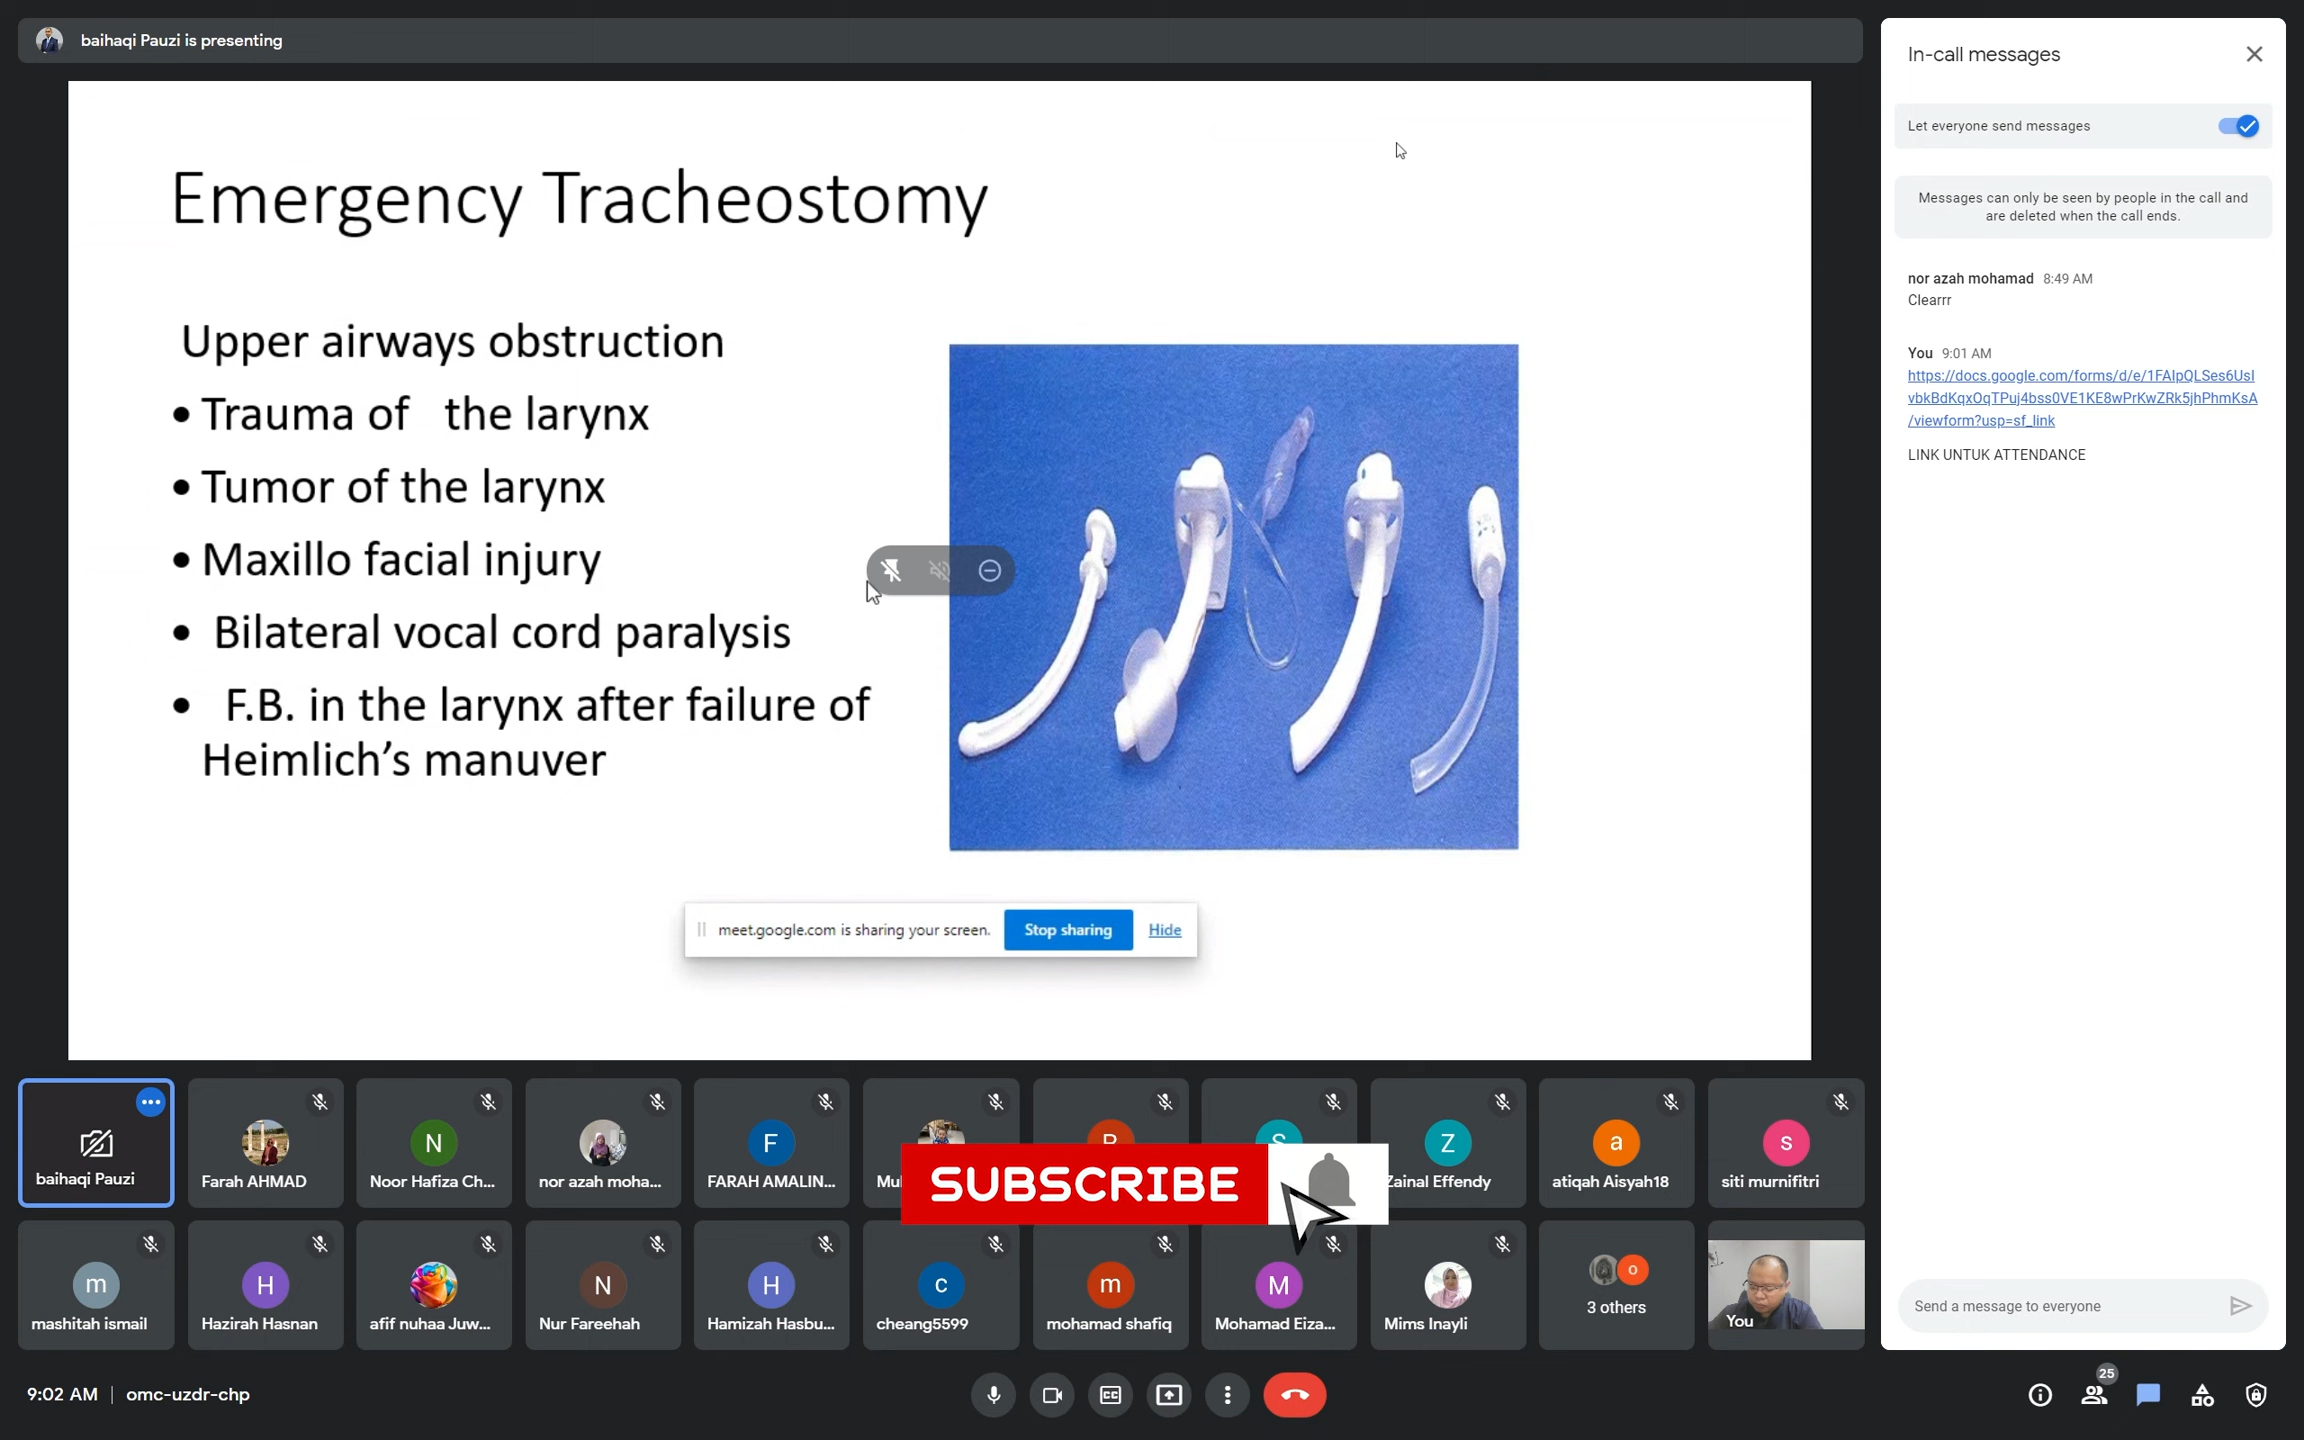 baihaqi Pauzi is presenting
Emergency Tracheostomy
Upper airways obstruction
• Trauma of the larynx
• Tumor of the larynx
• Maxillo facial injury
• Bilateral vocal cord paralysis
• F.B. in the larynx after failure of
Heimlich’s manuver
meet.google.com is sharing your screen.
Stop sharing
Hide
In-call messages
Let everyone send messages
Messages can only be seen by people in the call and
are deleted when the call ends.
nor azah mohamad 8:49 AM
Clearrr
You 9:01 AM
https://docs.google.com/forms/d/e/1FAIpQLSes6UsI
vbkBdKqxOqTPuj4bss0VE1KE8wPrKwZRk5jhPhmKsA
/viewform?usp=sf_link
LINK UNTUK ATTENDANCE
Send a message to everyone
baihaqi Pauzi
Farah AHMAD
N
Noor Hafiza Ch...
nor azah moha...
F
FARAH AMALIN...
SUBSCRIBE
Z
Zainal Effendy
a
atiqah Aisyah18
s
siti murnifitri
m
mashitah ismail
H
Hazirah Hasnan
afif nuhaa Juw...
N
Nur Fareehah
H
Hamizah Hasbu...
c
cheang5599
m
mohamad shafiq
M
Mohamad Eiza...
Mims Inayli
o
3 others
You
9:02 AM | omc-uzdr-chp
CC
25